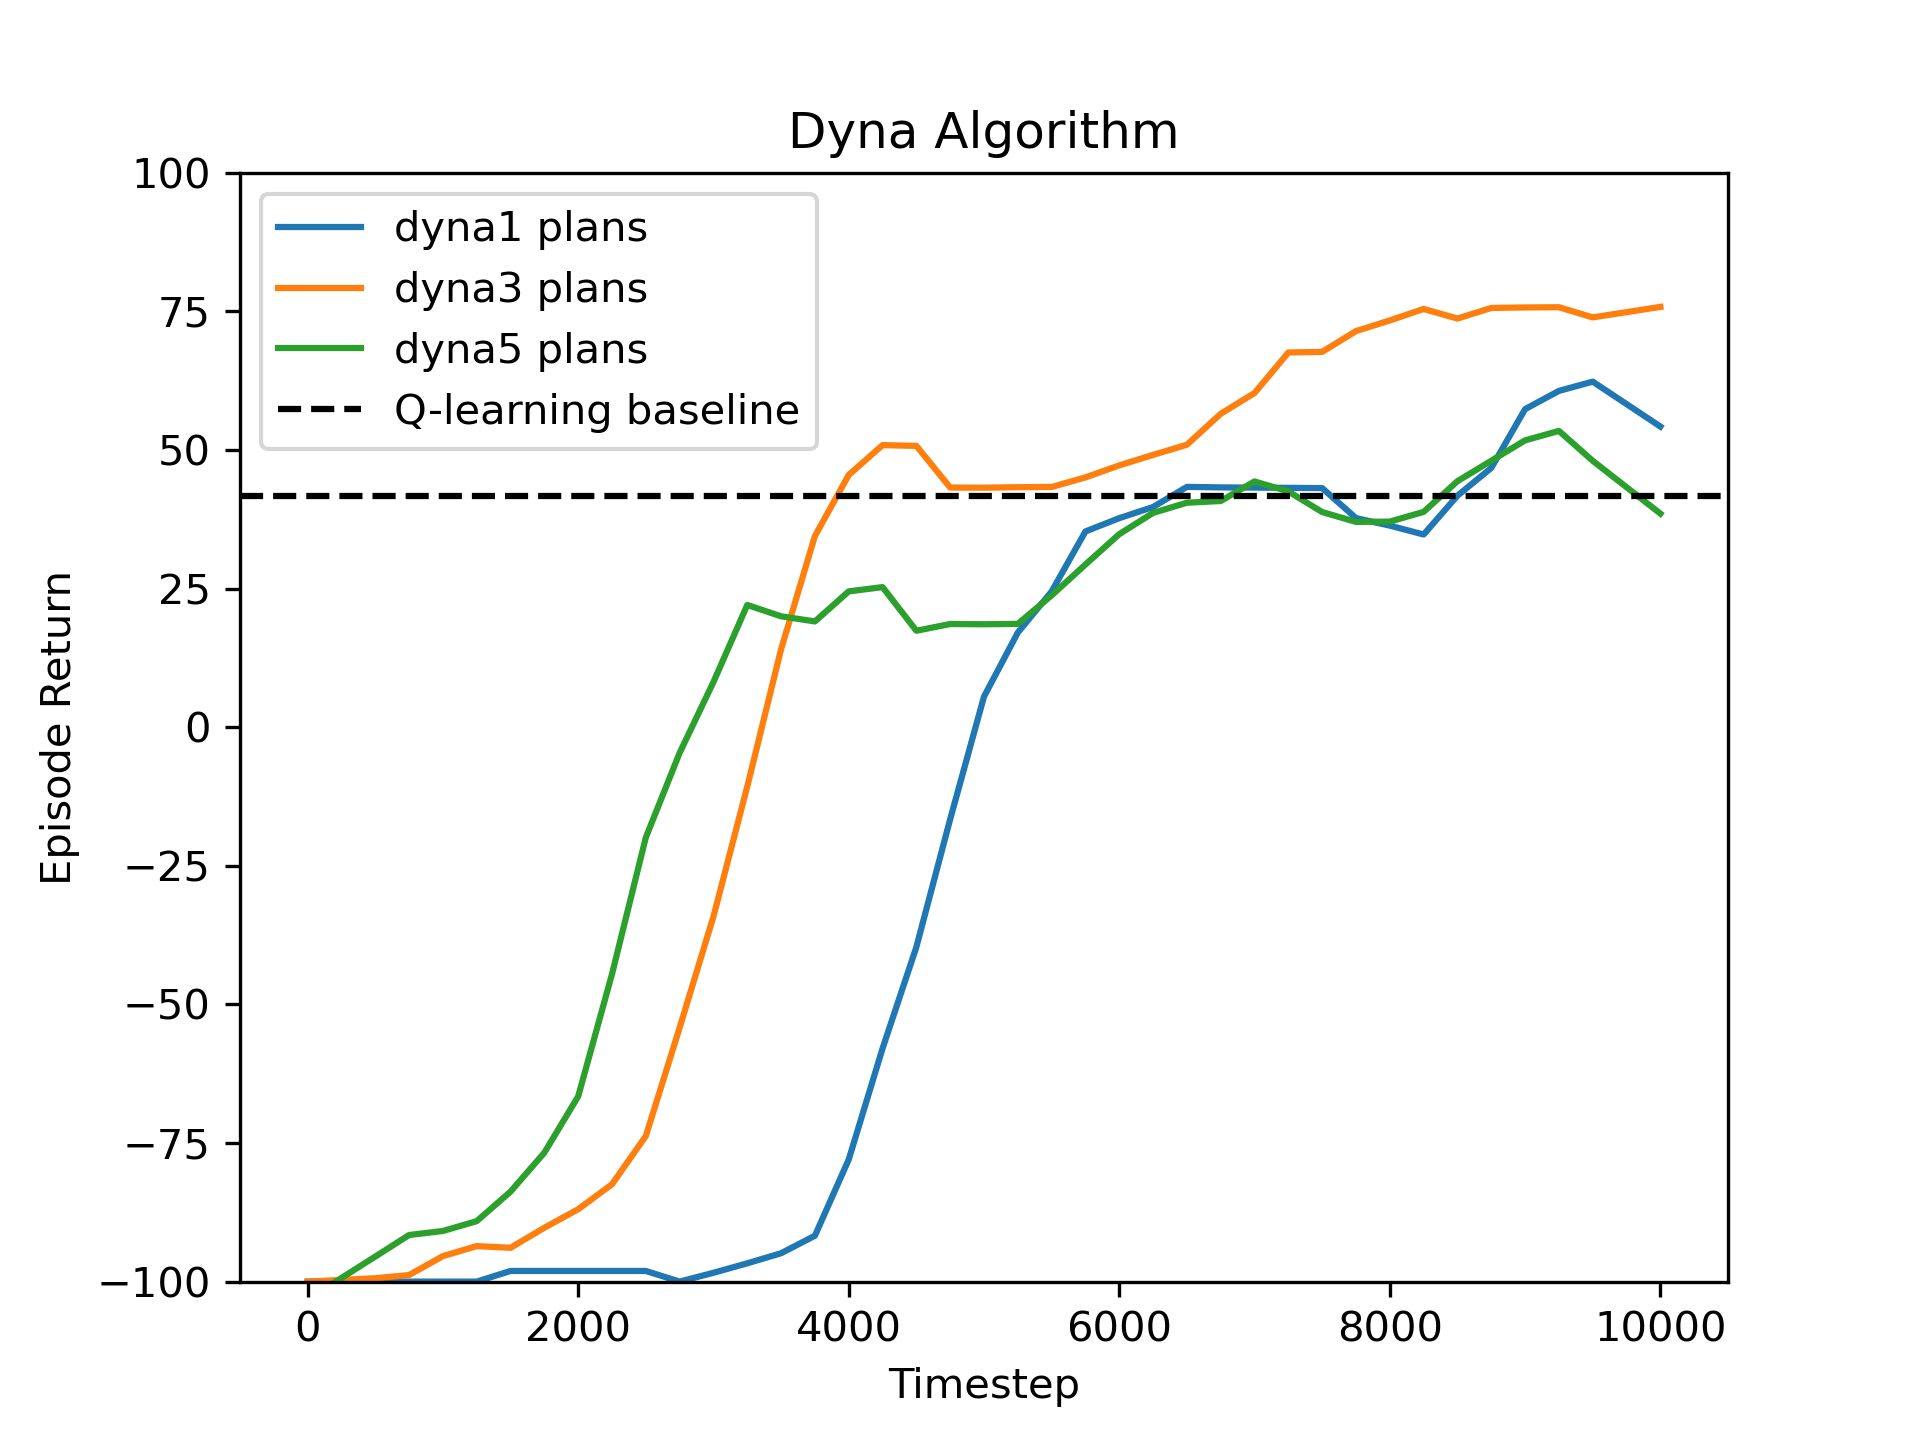 Dyna Algorithm
100
75
50
25
0
−25
−50
−75
−100
Episode Return
dyna1 plans
dyna3 plans
dyna5 plans
Q-learning baseline
0 2000 4000 6000 8000 10000
Timestep